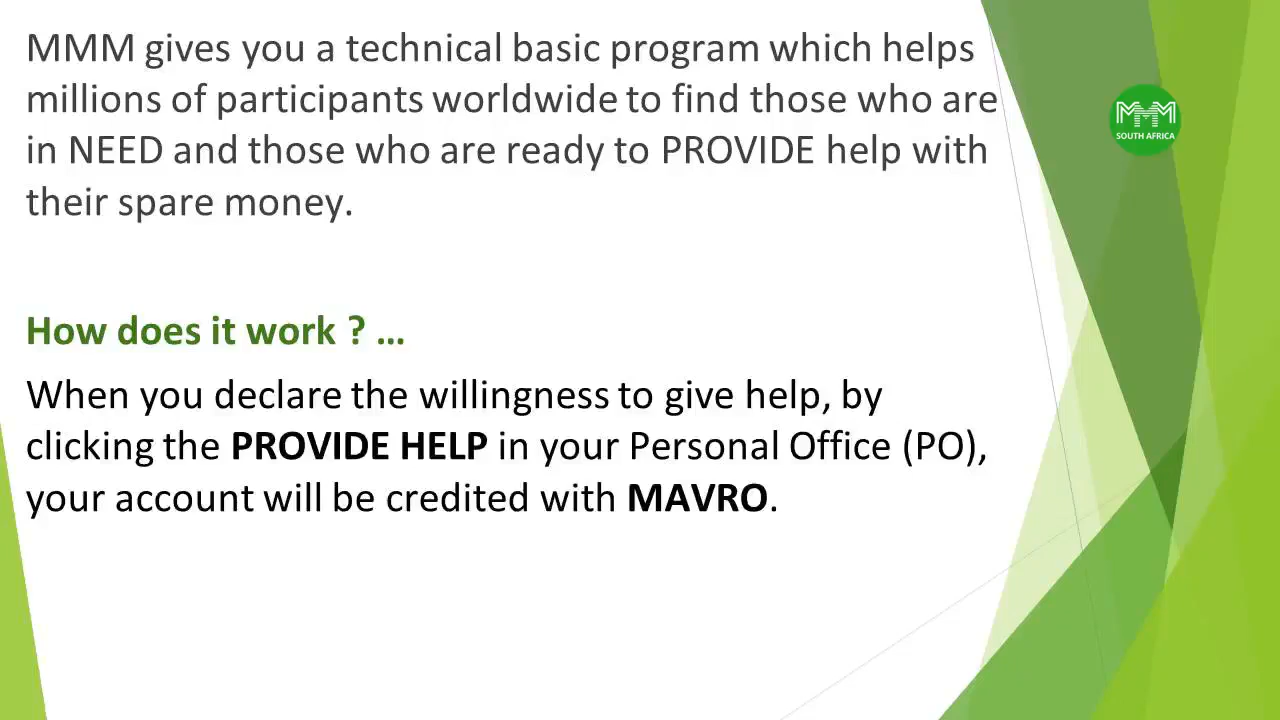 MMM gives you a technical basic program which helps
millions of participants worldwide to find those who are
in NEED and those who are ready to PROVIDE help with
their spare money.
MMM
SOUTH AFRICA
How does it work ? ...
When you declare the willingness to give help, by
clicking the PROVIDE HELP in your Personal Office (PO),
your account will be credited with MAVRO.